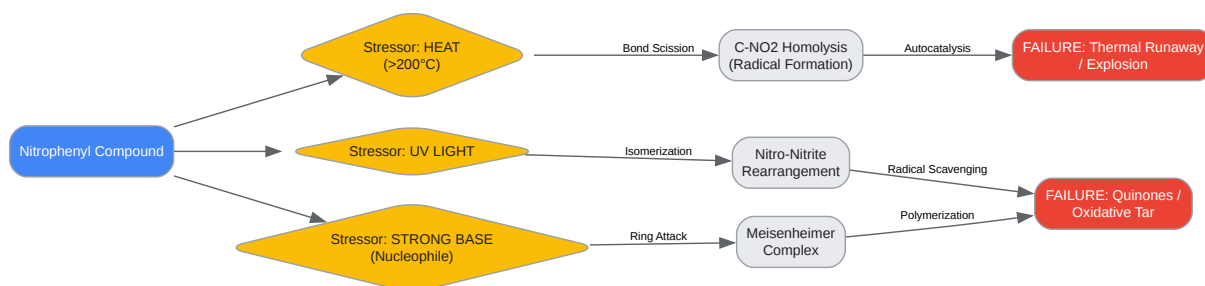 Stressor: HEAT
(>200°C)
Bond Scission
C-NO2 Homolysis
(Radical Formation)
Autocatalysis
FAILURE: Thermal Runaway
/ Explosion
Nitrophenyl Compound
Stressor: UV LIGHT
Isomerization
Nitro-Nitrite
Rearrangement
Radical Scavenging
FAILURE: Quinones /
Oxidative Tar
Stressor: STRONG BASE
(Nucleophile)
Ring Attack
Meisenheimer
Complex
Polymerization